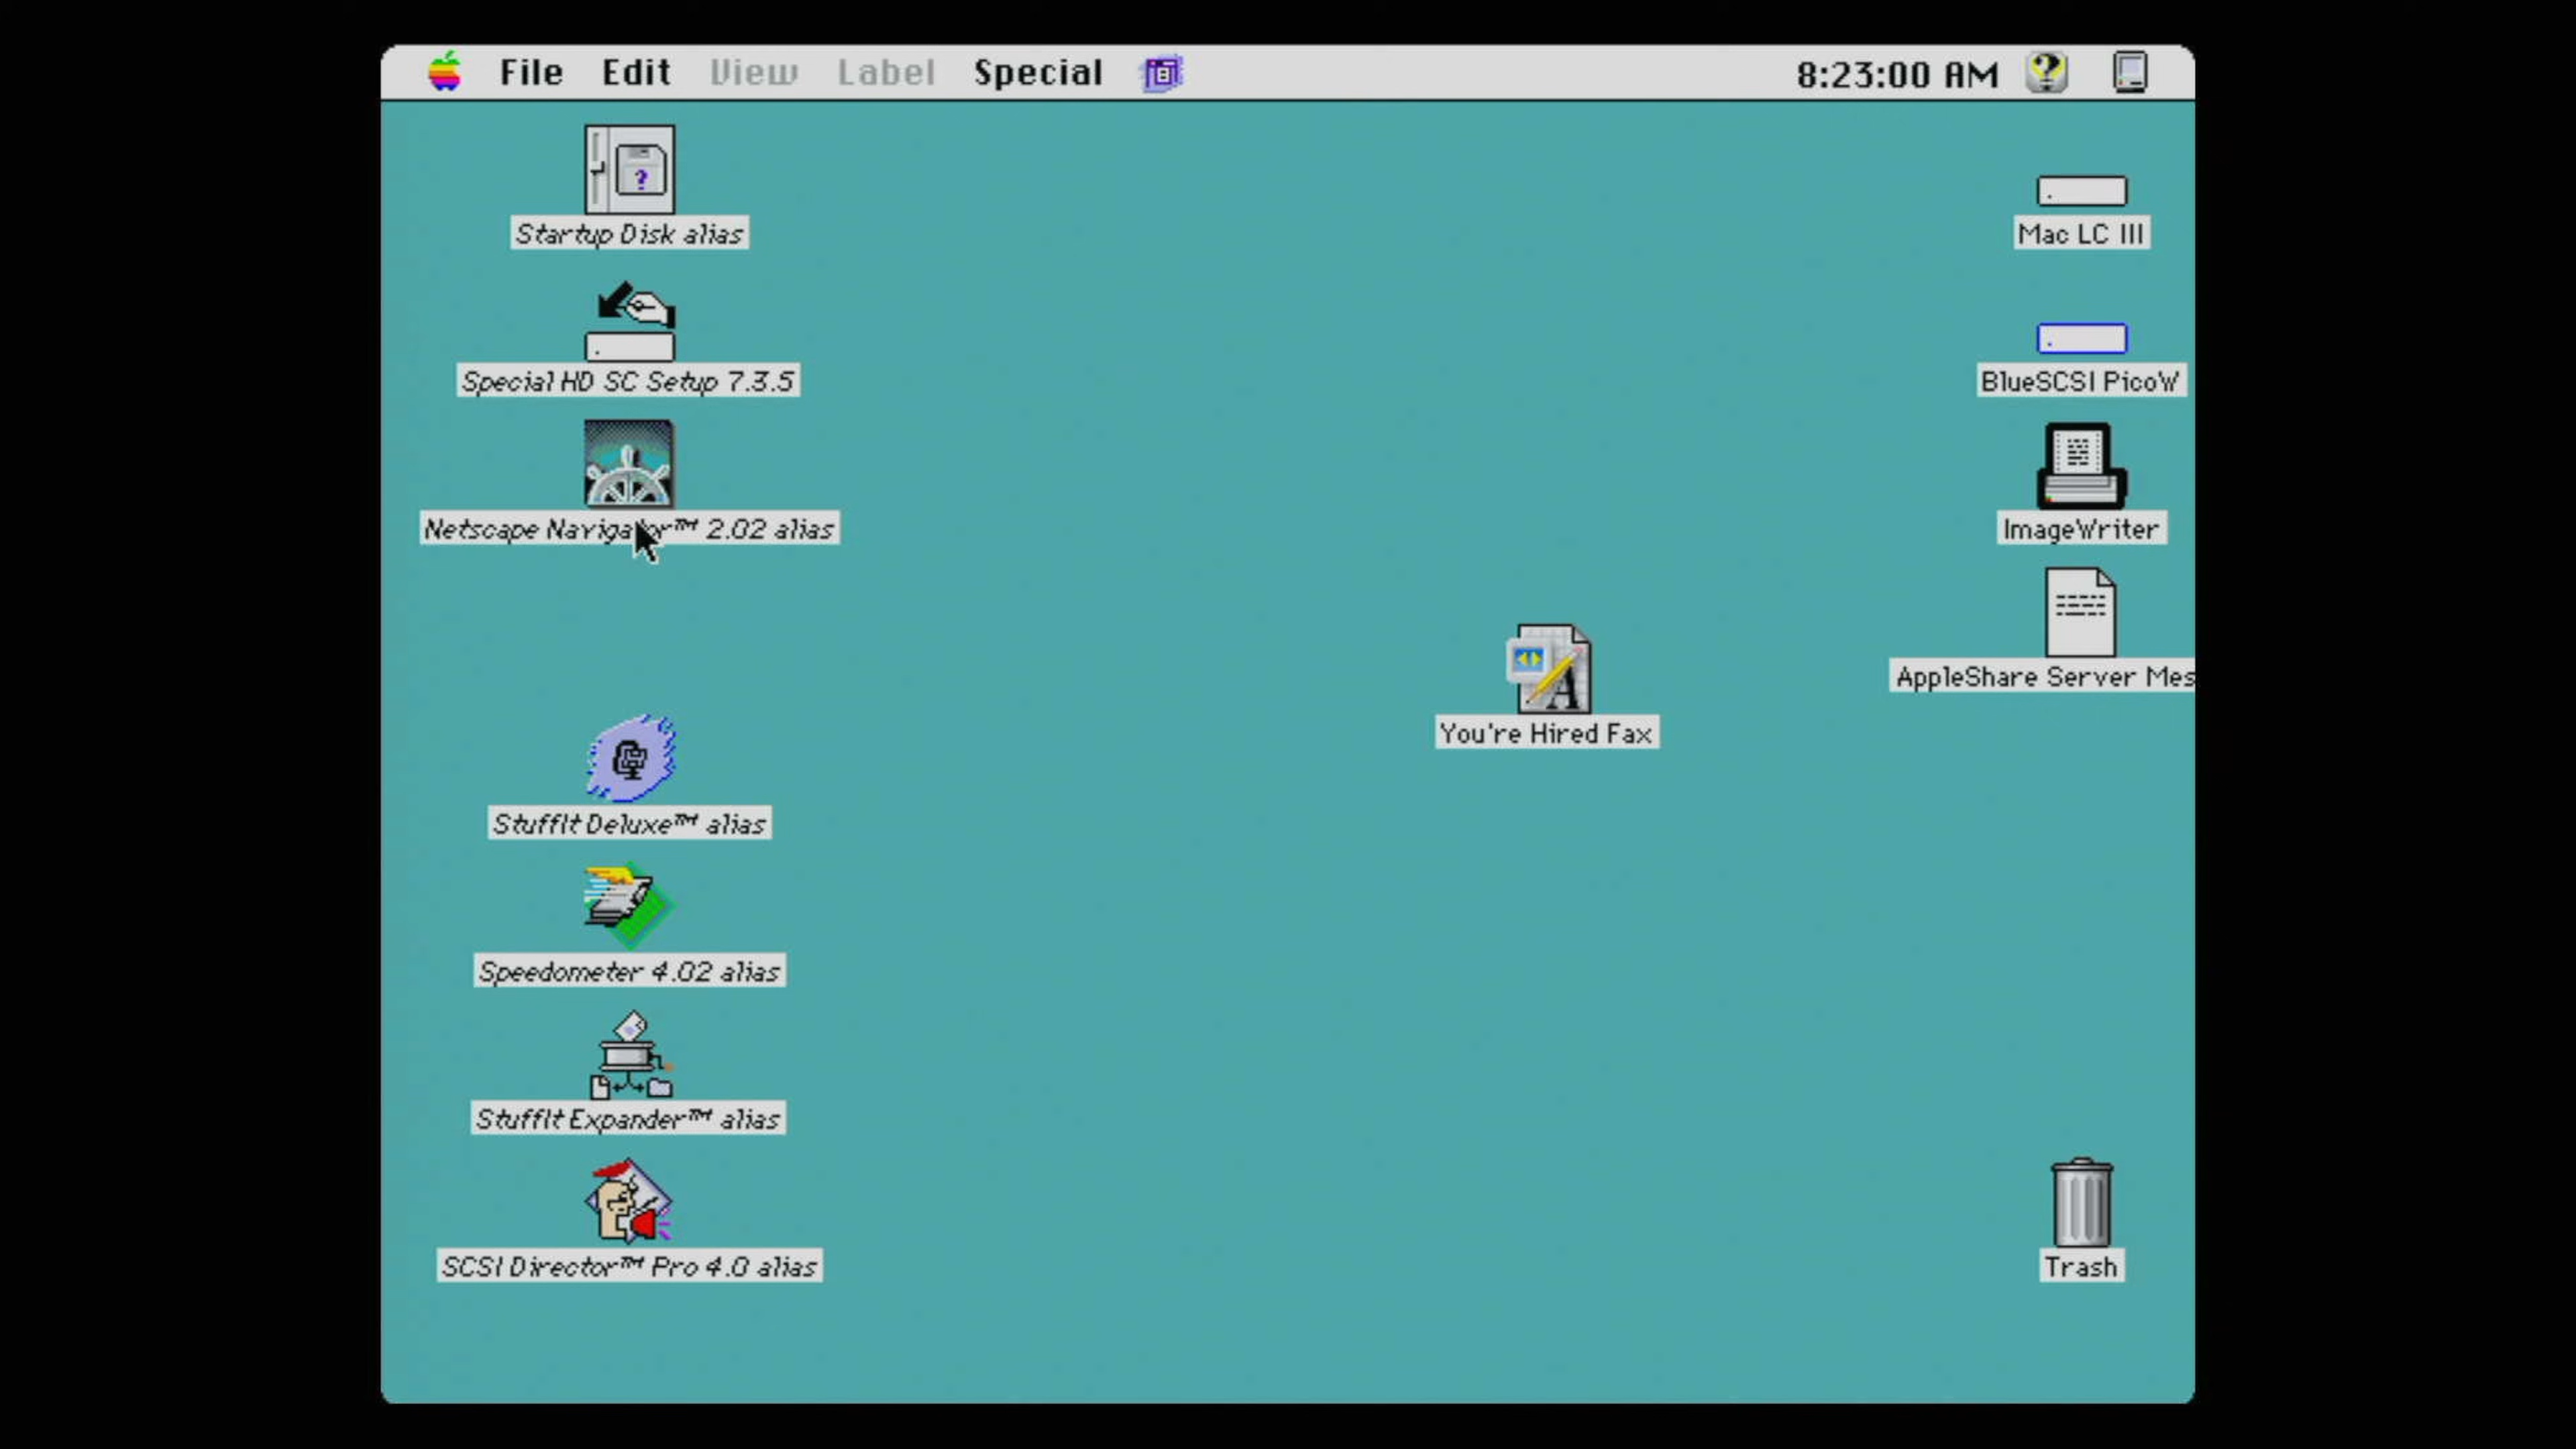 File Edit View Label Special 8:23:00 AM
Startup Disk alias
Special HD SC Setup 7.3.5
Netscape Navigator™ 2.02 alias
StuffIt Deluxe™ alias
Speedometer 4.02 alias
StuffIt Expander™ alias
SCSI Director™ Pro 4.0 alias
You're Hired Fax
Mac LC III
BlueSCSI PicoW
ImageWriter
AppleShare Server Mes
Trash